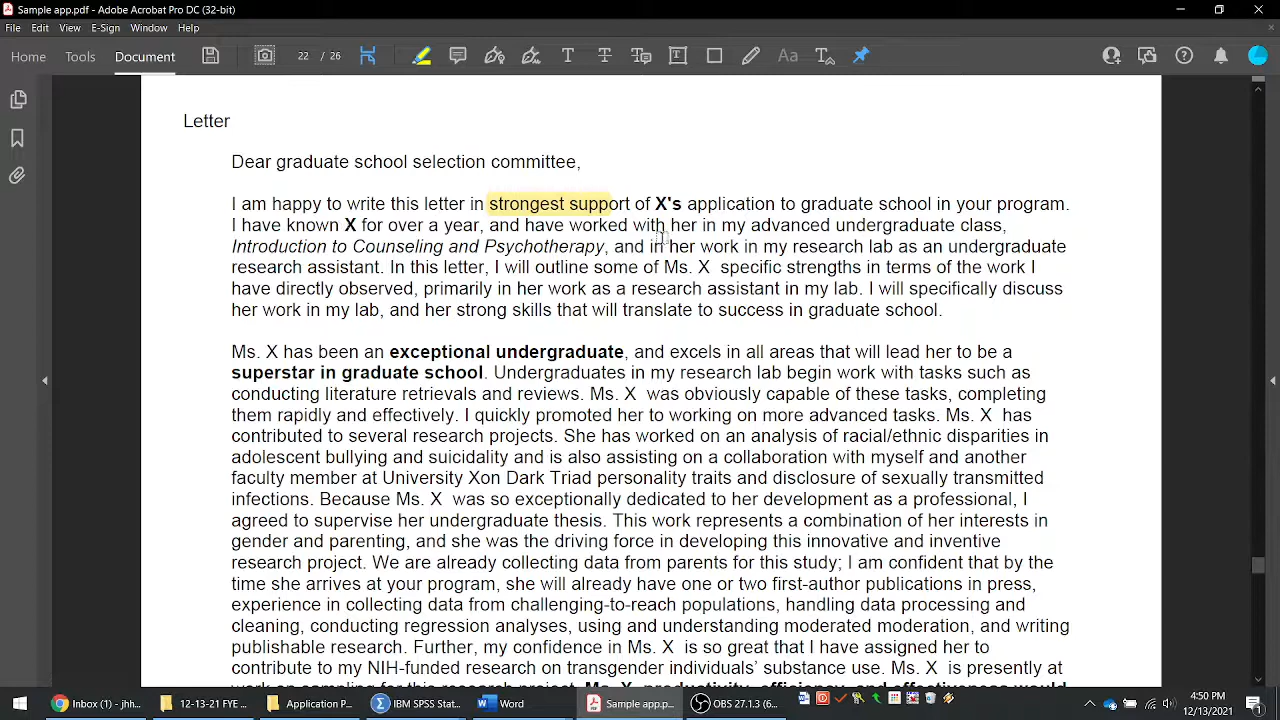 Sample app.pdf - Adobe Acrobat Pro DC (32-bit)
File Edit View E-Sign Window Help
Home Tools Document 22 / 26
Letter
Dear graduate school selection committee,
I am happy to write this letter in strongest support of X's application to graduate school in your program.
I have known X for over a year, and have worked with her in my advanced undergraduate class,
Introduction to Counseling and Psychotherapy, and in her work in my research lab as an undergraduate
research assistant. In this letter, I will outline some of Ms. X specific strengths in terms of the work I
have directly observed, primarily in her work as a research assistant in my lab. I will specifically discuss
her work in my lab, and her strong skills that will translate to success in graduate school.
Ms. X has been an exceptional undergraduate, and excels in all areas that will lead her to be a
superstar in graduate school. Undergraduates in my research lab begin work with tasks such as
conducting literature retrievals and reviews. Ms. X was obviously capable of these tasks, completing
them rapidly and effectively. I quickly promoted her to working on more advanced tasks. Ms. X has
contributed to several research projects. She has worked on an analysis of racial/ethnic disparities in
adolescent bullying and suicidality and is also assisting on a collaboration with myself and another
faculty member at University Xon Dark Triad personality traits and disclosure of sexually transmitted
infections. Because Ms. X was so exceptionally dedicated to her development as a professional, I
agreed to supervise her undergraduate thesis. This work represents a combination of her interests in
gender and parenting, and she was the driving force in developing this innovative and inventive
research project. We are already collecting data from parents for this study; I am confident that by the
time she arrives at your program, she will already have one or two first-author publications in press,
experience in collecting data from challenging-to-reach populations, handling data processing and
cleaning, conducting regression analyses, using and understanding moderated moderation, and writing
publishable research. Further, my confidence in Ms. X is so great that I have assigned her to
contribute to my NIH-funded research on transgender individuals' substance use. Ms. X is presently at
work on sampling for this research project. Ms. X productivity, efficiency, and effectiveness would
Inbox (1) - jhih... 12-13-21 FYE ... Application P... IBM SPSS Stat... Word Sample app.p... OBS 27.1.3 (6... 4:50 PM
12/13/2021